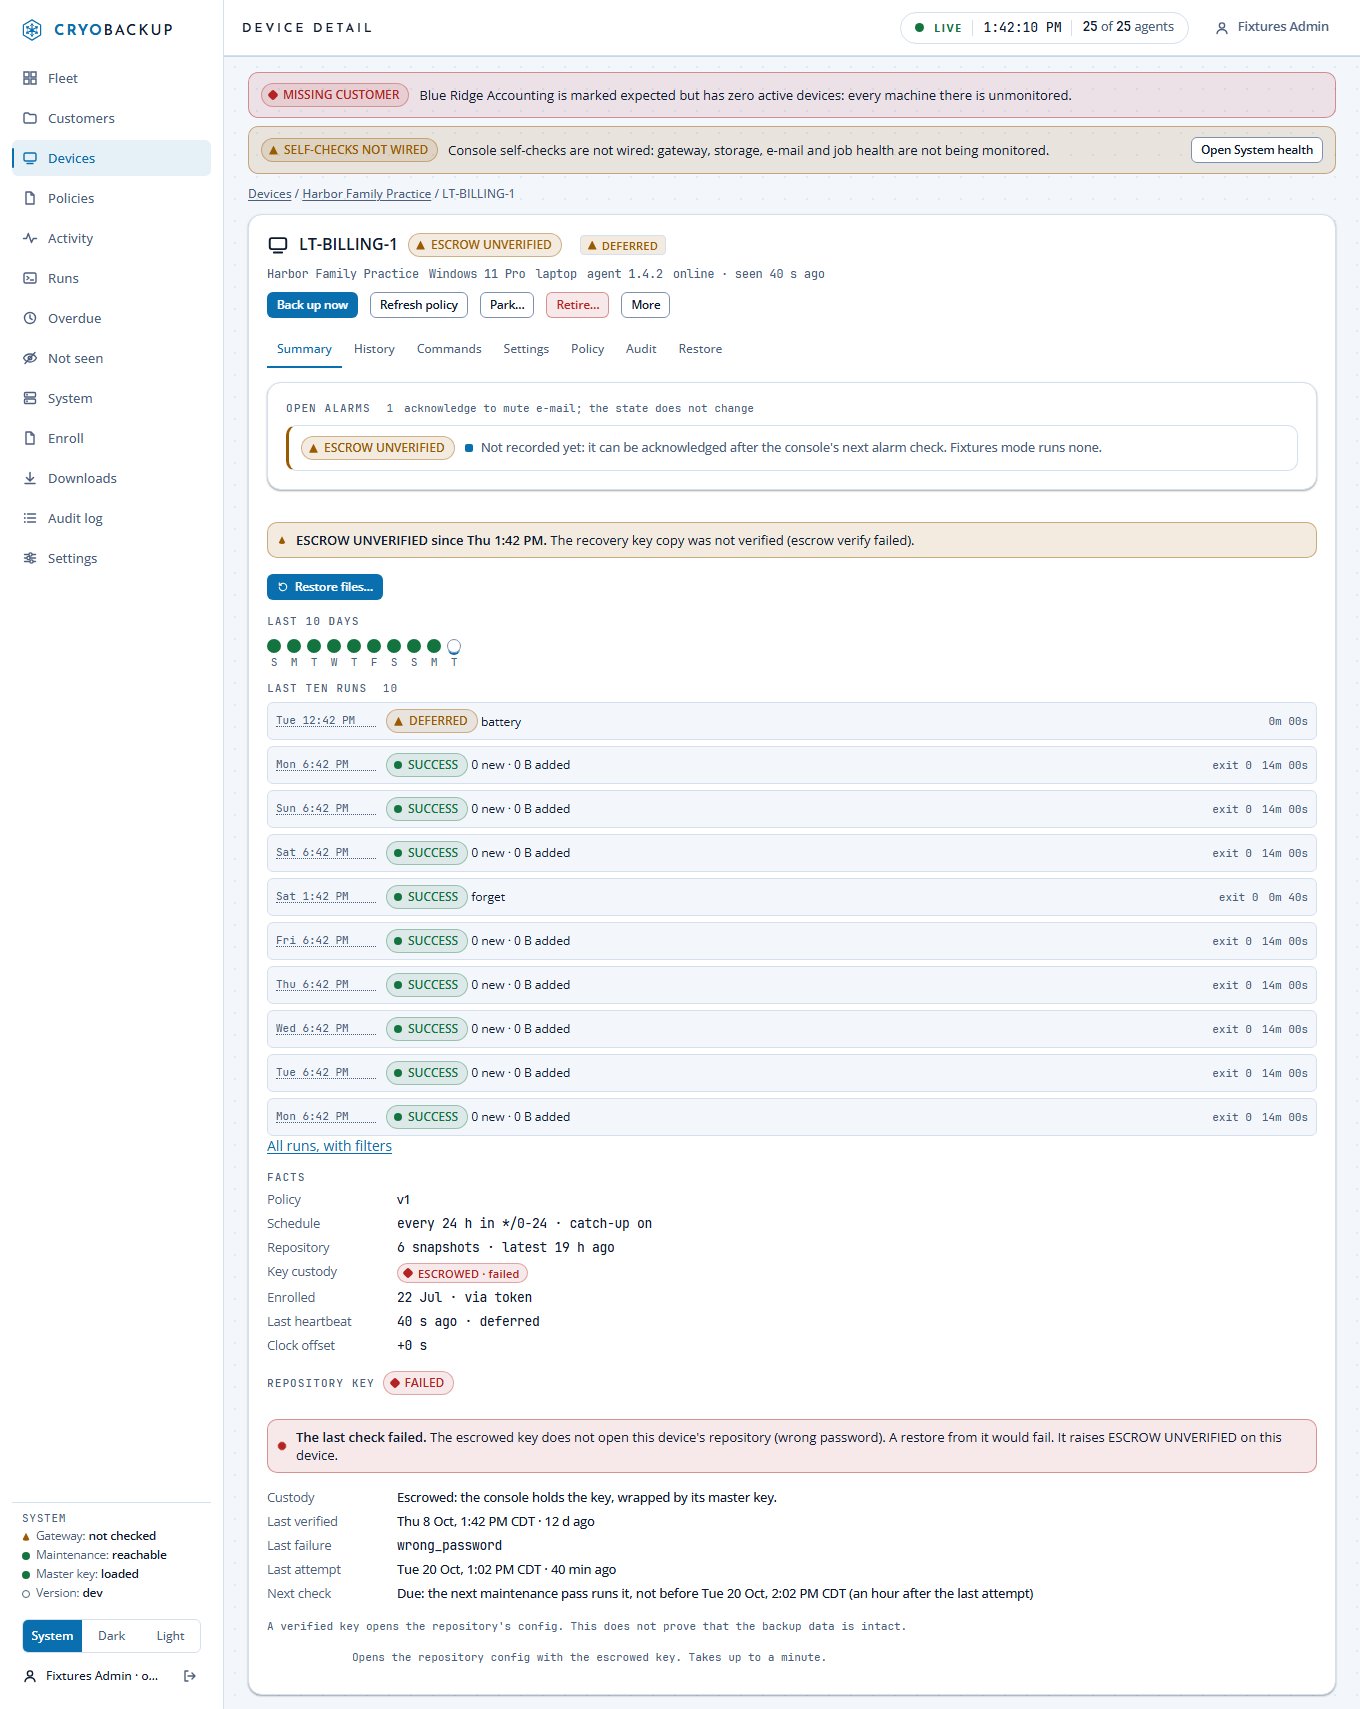 CRYOBACKUP
DEVICE DETAIL
LIVE 1:42:10 PM 25 of 25 agents
Fixtures Admin
Fleet
Customers
Devices
Policies
Activity
Runs
Overdue
Not seen
System
Enroll
Downloads
Audit log
Settings
MISSING CUSTOMER Blue Ridge Accounting is marked expected but has zero active devices: every machine there is unmonitored.
SELF-CHECKS NOT WIRED Console self-checks are not wired: gateway, storage, e-mail and job health are not being monitored. Open System health
Devices / Harbor Family Practice / LT-BILLING-1
LT-BILLING-1 ESCROW UNVERIFIED DEFERRED
Harbor Family Practice Windows 11 Pro laptop agent 1.4.2 online · seen 40 s ago
Back up now Refresh policy Park... Retire... More
Summary History Commands Settings Policy Audit Restore
OPEN ALARMS 1 acknowledge to mute e-mail; the state does not change
ESCROW UNVERIFIED Not recorded yet: it can be acknowledged after the console's next alarm check. Fixtures mode runs none.
ESCROW UNVERIFIED since Thu 1:42 PM. The recovery key copy was not verified (escrow verify failed).
Restore files...
LAST 10 DAYS
S M T W T F S S M T
LAST TEN RUNS 10
Tue 12:42 PM DEFERRED battery 0m 00s
Mon 6:42 PM SUCCESS 0 new · 0 B added exit 0 14m 00s
Sun 6:42 PM SUCCESS 0 new · 0 B added exit 0 14m 00s
Sat 6:42 PM SUCCESS 0 new · 0 B added exit 0 14m 00s
Sat 1:42 PM SUCCESS forget exit 0 0m 40s
Fri 6:42 PM SUCCESS 0 new · 0 B added exit 0 14m 00s
Thu 6:42 PM SUCCESS 0 new · 0 B added exit 0 14m 00s
Wed 6:42 PM SUCCESS 0 new · 0 B added exit 0 14m 00s
Tue 6:42 PM SUCCESS 0 new · 0 B added exit 0 14m 00s
Mon 6:42 PM SUCCESS 0 new · 0 B added exit 0 14m 00s
All runs, with filters
FACTS
Policy v1
Schedule every 24 h in */0-24 · catch-up on
Repository 6 snapshots · latest 19 h ago
Key custody ESCROWED · failed
Enrolled 22 Jul · via token
Last heartbeat 40 s ago · deferred
Clock offset +0 s
REPOSITORY KEY FAILED
The last check failed. The escrowed key does not open this device's repository (wrong password). A restore from it would fail. It raises ESCROW UNVERIFIED on this
device.
Custody Escrowed: the console holds the key, wrapped by its master key.
Last verified Thu 8 Oct, 1:42 PM CDT · 12 d ago
Last failure wrong_password
Last attempt Tue 20 Oct, 1:02 PM CDT · 40 min ago
Next check Due: the next maintenance pass runs it, not before Tue 20 Oct, 2:02 PM CDT (an hour after the last attempt)
A verified key opens the repository's config. This does not prove that the backup data is intact.
Opens the repository config with the escrowed key. Takes up to a minute.
SYSTEM
Gateway: not checked
Maintenance: reachable
Master key: loaded
Version: dev
System Dark Light
Fixtures Admin · o...